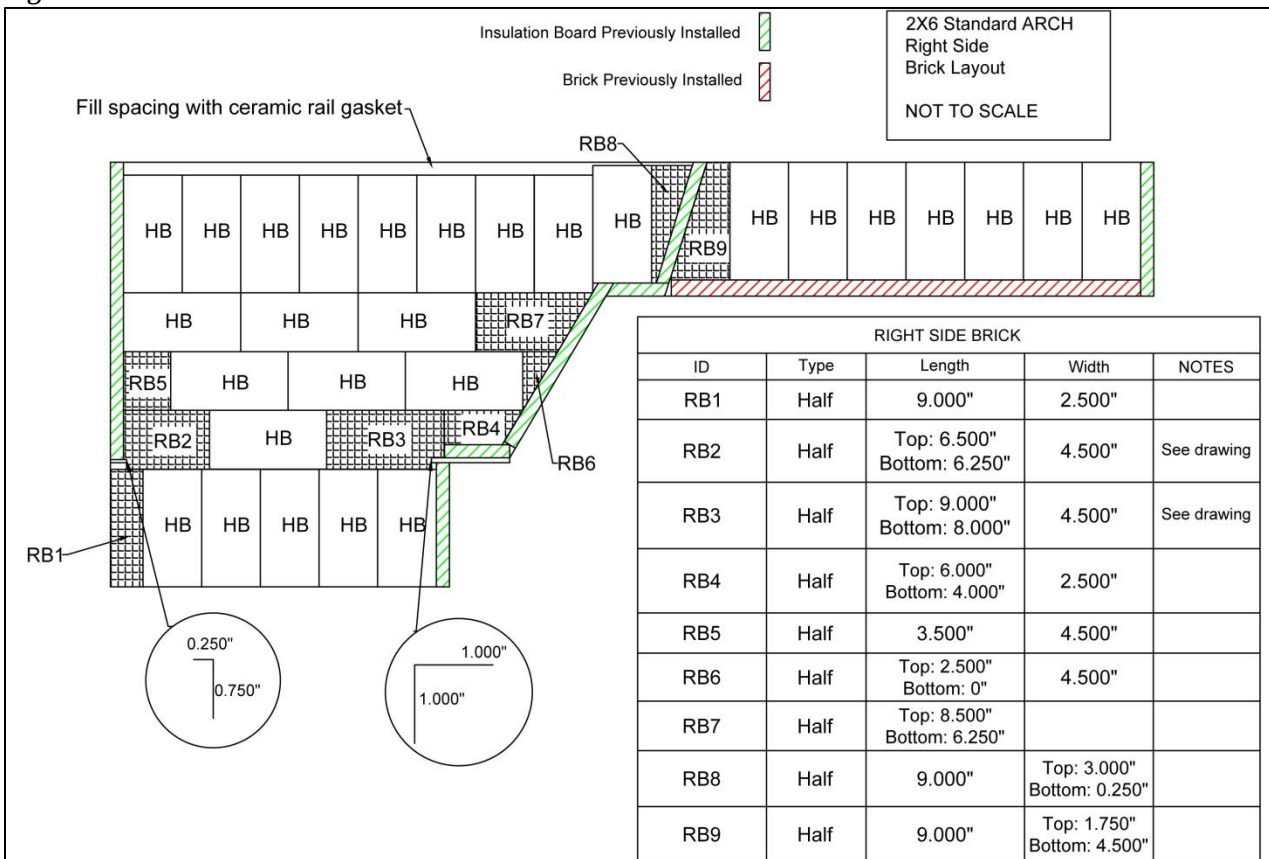 Insulation Board Previously Installed
Brick Previously Installed
2X6 Standard ARCH
Right Side
Brick Layout
NOT TO SCALE
Fill spacing with ceramic rail gasket
RB8
HB HB HB HB HB HB HB HB HB RB9 HB HB HB HB HB HB HB
HB HB HB RB7
RB5 HB HB HB
RB6
RB2 HB RB3 RB4
RB1 HB HB HB HB HB
0.250"
0.750"
1.000"
1.000"
RIGHT SIDE BRICK
ID Type Length Width NOTES
RB1 Half 9.000" 2.500"
RB2 Half Top: 6.500" Bottom: 6.250" 4.500" See drawing
RB3 Half Top: 9.000" Bottom: 8.000" 4.500" See drawing
RB4 Half Top: 6.000" Bottom: 4.000" 2.500"
RB5 Half 3.500" 4.500"
RB6 Half Top: 2.500" Bottom: 0" 4.500"
RB7 Half Top: 8.500" Bottom: 6.250"
RB8 Half 9.000" Top: 3.000" Bottom: 0.250"
RB9 Half 9.000" Top: 1.750" Bottom: 4.500"